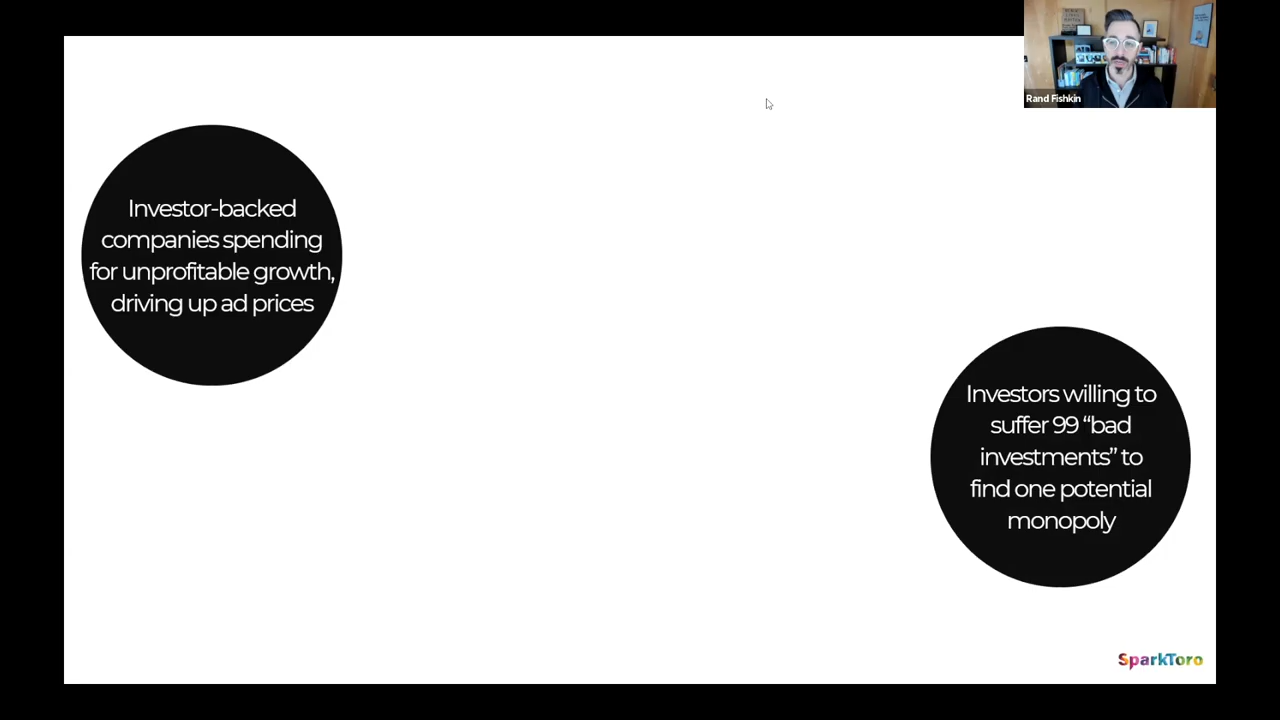 Rand Fishkin
Investor-backed
companies spending
for unprofitable growth,
driving up ad prices
Investors willing to
suffer 99 “bad
investments” to
find one potential
monopoly
SparkToro